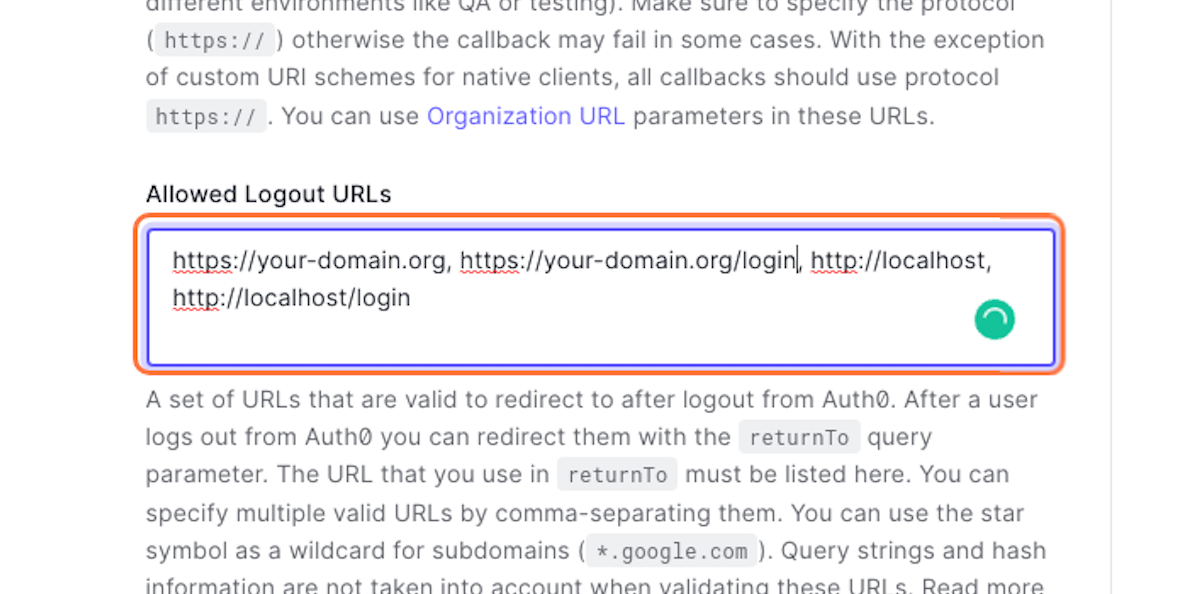 different environments like QA or testing). Make sure to specify the protocol
( https:// ) otherwise the callback may fail in some cases. With the exception
of custom URI schemes for native clients, all callbacks should use protocol
https:// . You can use Organization URL parameters in these URLs.
Allowed Logout URLs
https://your-domain.org, https://your-domain.org/login, http://localhost,
http://localhost/login
A set of URLs that are valid to redirect to after logout from Auth0. After a user
logs out from Auth0 you can redirect them with the returnTo query
parameter. The URL that you use in returnTo must be listed here. You can
specify multiple valid URLs by comma-separating them. You can use the star
symbol as a wildcard for subdomains ( *.google.com ). Query strings and hash
information are not taken into account when validating these URLs. Read more